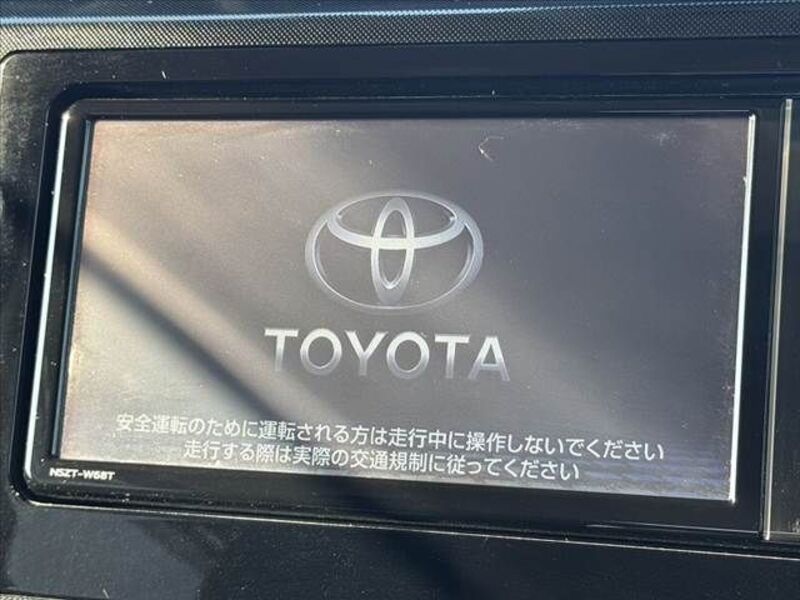 TOYOTA
安全運転のために運転される方は走行中に操作しないでください
走行する際は実際の交通規制に従ってください
NSZT-W68T